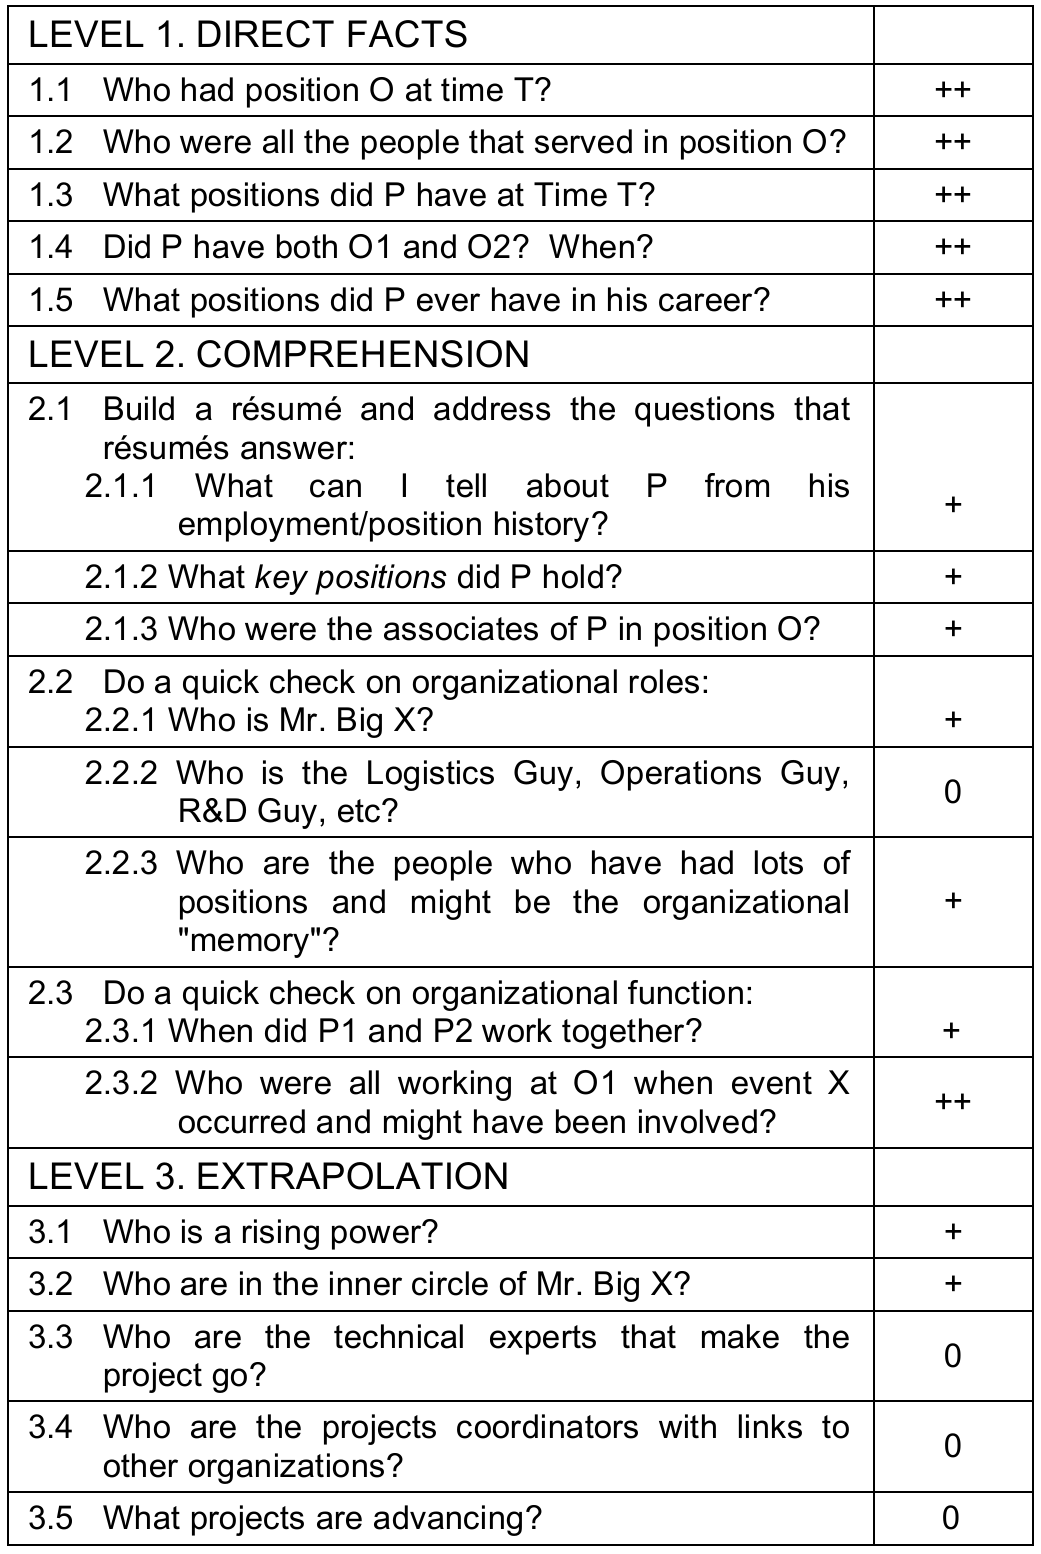 LEVEL 1. DIRECT FACTS
1.1 Who had position O at time T? ++
1.2 Who were all the people that served in position O? ++
1.3 What positions did P have at Time T? ++
1.4 Did P have both O1 and O2? When? ++
1.5 What positions did P ever have in his career? ++
LEVEL 2. COMPREHENSION
2.1 Build a résumé and address the questions that
résumés answer:
2.1.1 What can I tell about P from his
employment/position history? +
2.1.2 What key positions did P hold? +
2.1.3 Who were the associates of P in position O? +
2.2 Do a quick check on organizational roles:
2.2.1 Who is Mr. Big X? +
2.2.2 Who is the Logistics Guy, Operations Guy,
R&D Guy, etc? 0
2.2.3 Who are the people who have had lots of
positions and might be the organizational +
"memory"?
2.3 Do a quick check on organizational function:
2.3.1 When did P1 and P2 work together? +
2.3.2 Who were all working at O1 when event X
occurred and might have been involved? ++
LEVEL 3. EXTRAPOLATION
3.1 Who is a rising power? +
3.2 Who are in the inner circle of Mr. Big X? +
3.3 Who are the technical experts that make the
project go? 0
3.4 Who are the projects coordinators with links to
other organizations? 0
3.5 What projects are advancing? 0